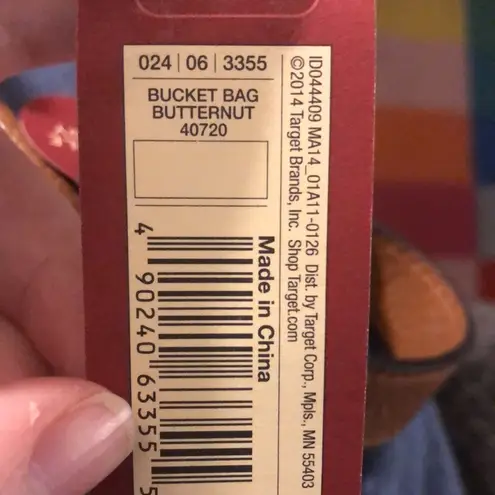 024 | 06 | 3355
BUCKET BAG
BUTTERNUT
40720
Made in China
4 90240 63355 5
ID044409 MA14_01A11-0126 Dist. by Target Corp., Mpls., MN 55403
©2014 Target Brands, Inc. Shop Target.com